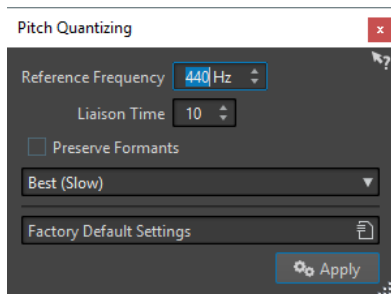 Pitch Quantizing
x
Reference Frequency 440 Hz
Liaison Time 10
Preserve Formants
Best (Slow)
Factory Default Settings
Apply